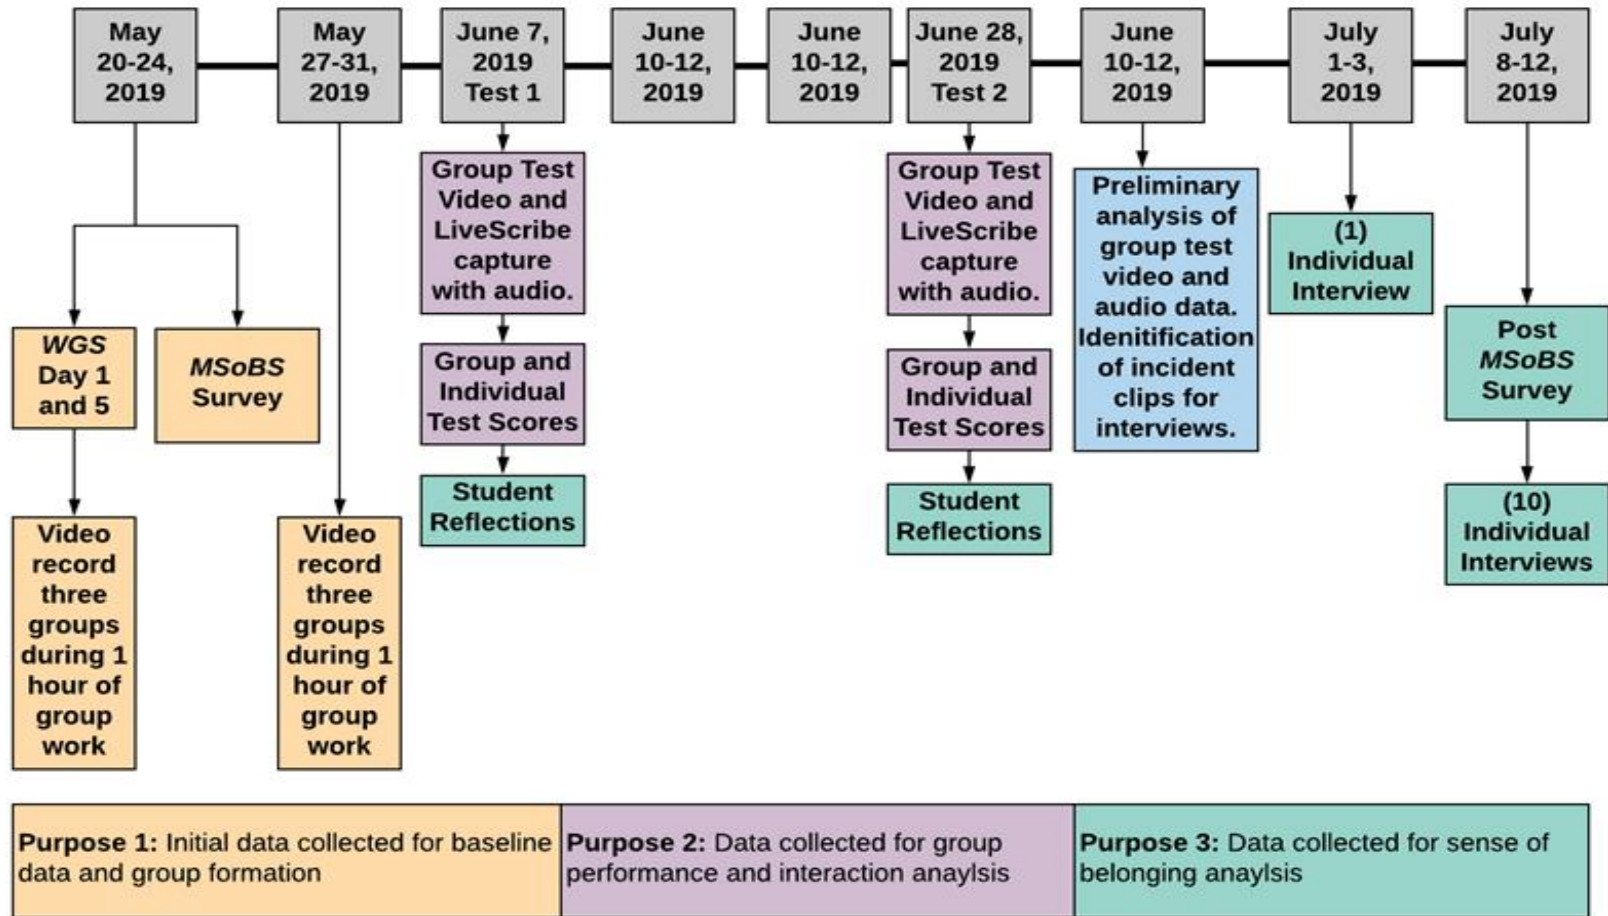 May
20-24,
2019
May
27-31,
2019
June 7,
2019
Test 1
June
10-12,
2019
June
10-12,
2019
June 28,
2019
Test 2
June
10-12,
2019
July
1-3,
2019
July
8-12,
2019
WGS
Day 1
and 5
MSoBS
Survey
Video
record
three
groups
during 1
hour of
group
work
Video
record
three
groups
during 1
hour of
group
work
Group Test
Video and
LiveScribe
capture
with audio.
Group and
Individual
Test Scores
Student
Reflections
Group Test
Video and
LiveScribe
capture
with audio.
Group and
Individual
Test Scores
Student
Reflections
Preliminary
analysis of
group test
video and
audio data.
Idenitification
of incident
clips for
interviews.
(1)
Individual
Interview
Post
MSoBS
Survey
(10)
Individual
Interviews
Purpose 1: Initial data collected for baseline
data and group formation
Purpose 2: Data collected for group
performance and interaction anaylsis
Purpose 3: Data collected for sense of
belonging anaylsis